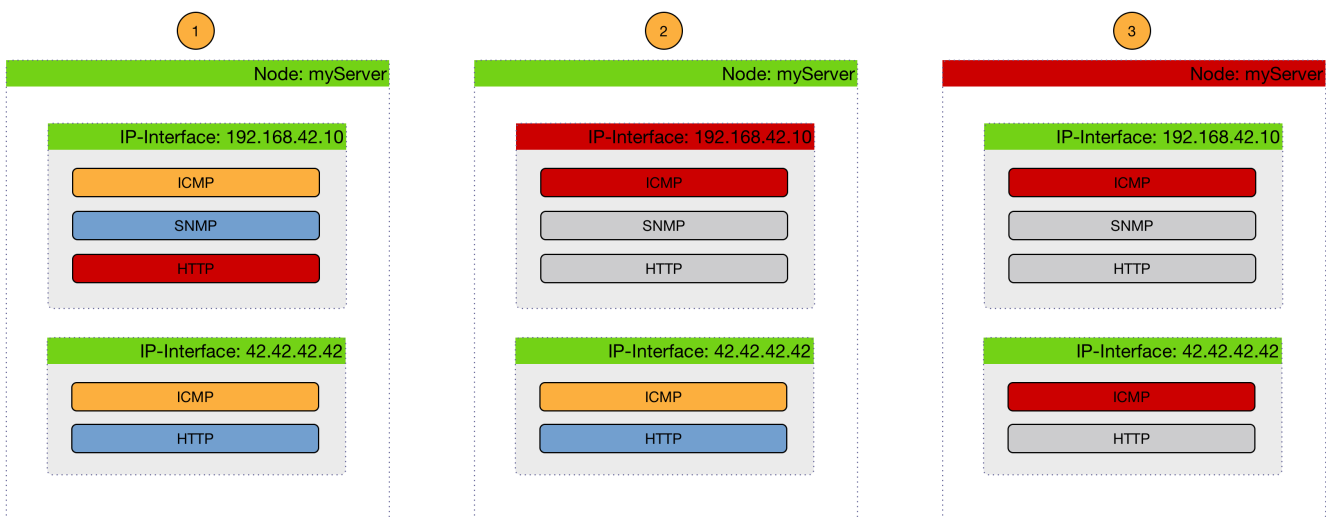 1
Node: myServer
IP-Interface: 192.168.42.10
ICMP
SNMP
HTTP
IP-Interface: 42.42.42.42
ICMP
HTTP
2
Node: myServer
IP-Interface: 192.168.42.10
ICMP
SNMP
HTTP
IP-Interface: 42.42.42.42
ICMP
HTTP
3
Node: myServer
IP-Interface: 192.168.42.10
ICMP
SNMP
HTTP
IP-Interface: 42.42.42.42
ICMP
HTTP